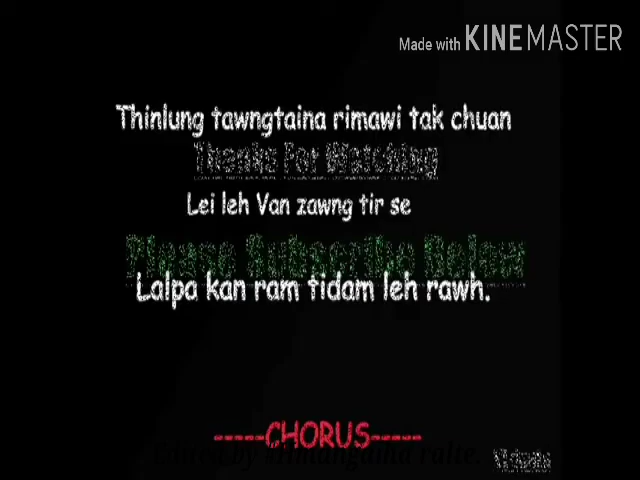 Made with KINEMASTER
Thinlung tawngtaina rimawi tak chuan
Thanks For Watching
Lei leh Van zawng tir se
Please Subscribe Below
Lalpa kan ram tidam leh rawh.
-----CHORUS-----
by